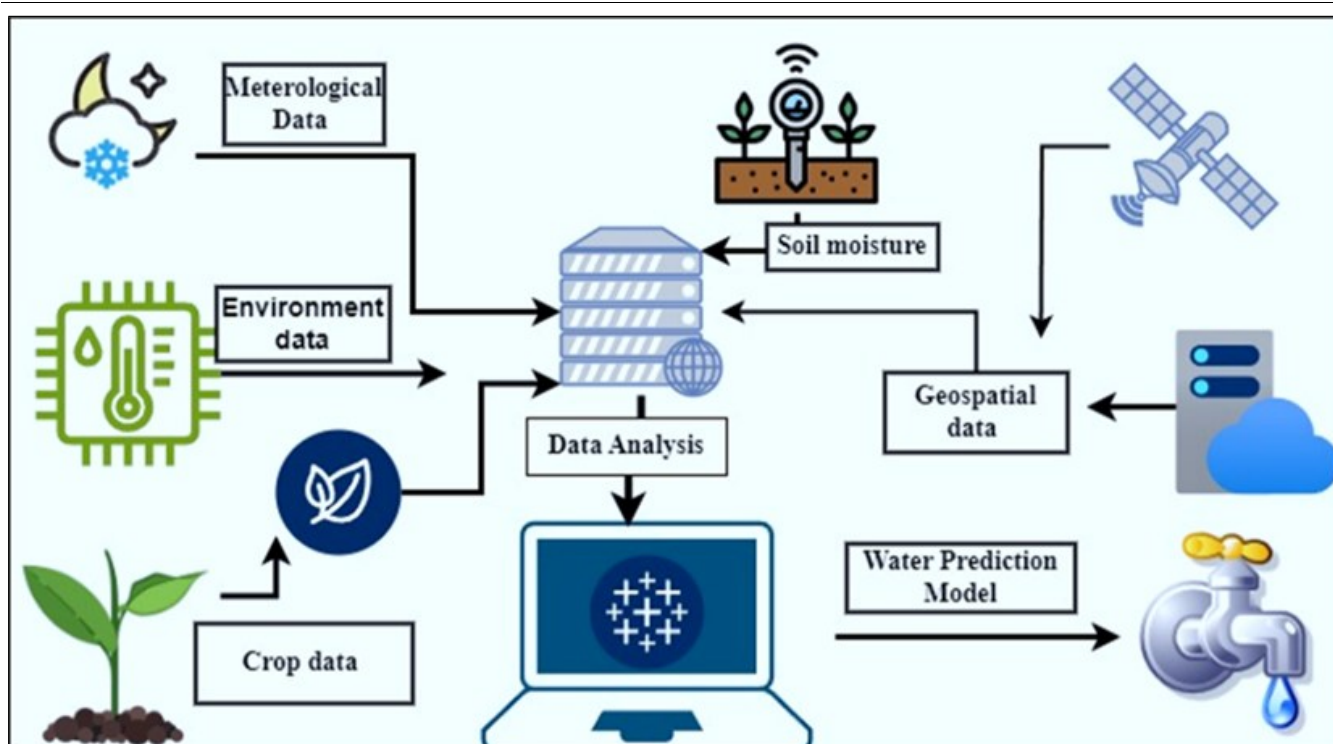 Meterological
Data
Soil moisture
Environment
data
Geospatial
data
Data Analysis
Water Prediction
Model
Crop data